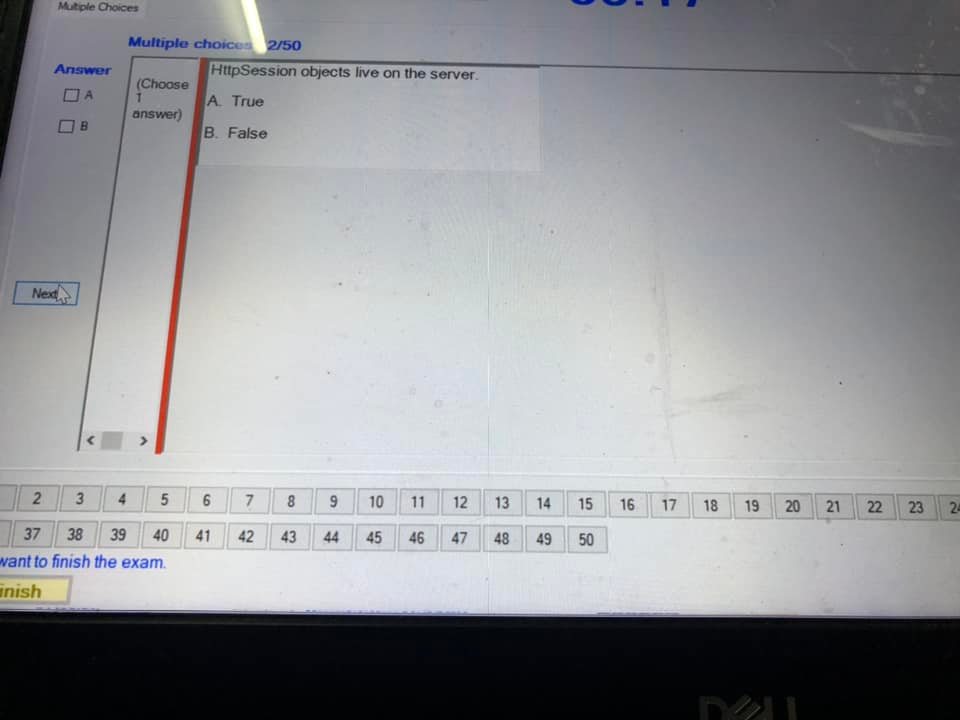 Multiple Choices
Multiple choices 2/50
Answer
A
B
(Choose
1
answer)
HttpSession objects live on the server.
A. True
B. False
Next
2 3 4 5 6 7 8 9 10 11 12 13 14 15 16 17 18 19 20 21 22 23
37 38 39 40 41 42 43 44 45 46 47 48 49 50
want to finish the exam.
inish
DELL